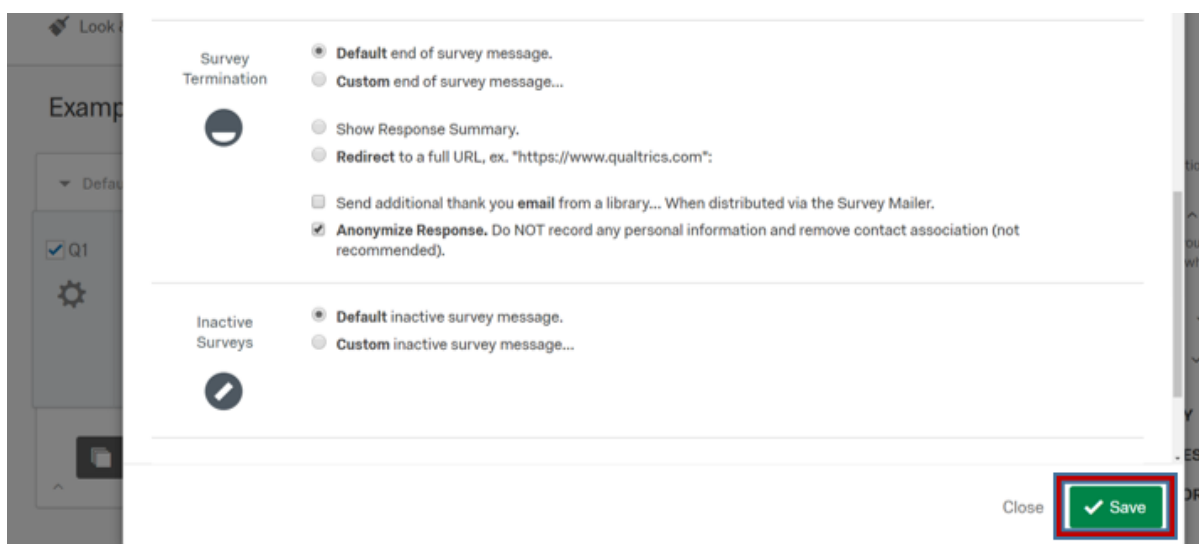 Look
Survey
Termination
Default end of survey message.
Custom end of survey message...
Show Response Summary.
Redirect to a full URL, ex. "https://www.qualtrics.com":
Send additional thank you email from a library... When distributed via the Survey Mailer.
Anonymize Response. Do NOT record any personal information and remove contact association (not
recommended).
Examp
Defau
Q1
Inactive
Surveys
Default inactive survey message.
Custom inactive survey message...
Close
Save